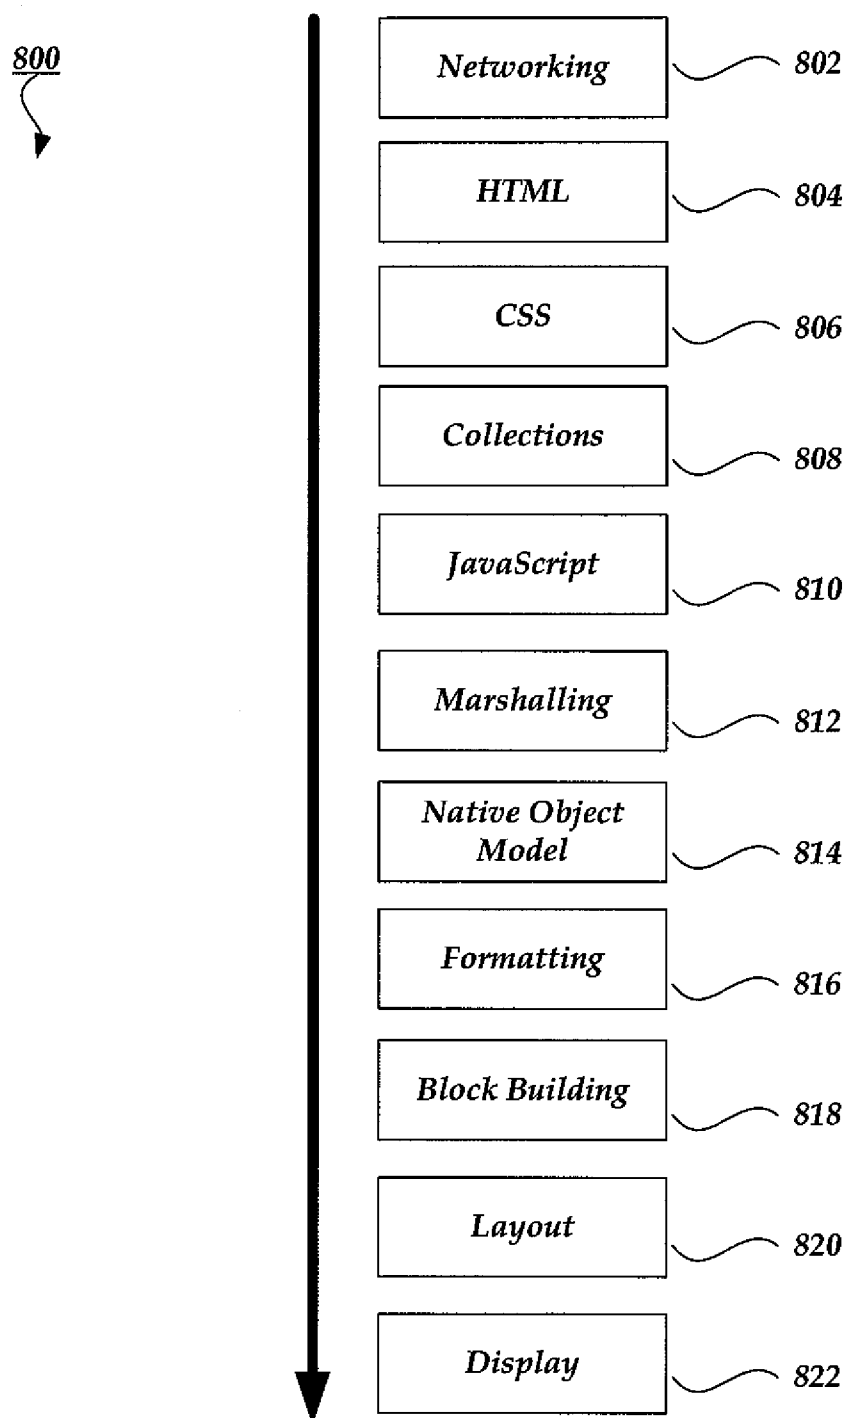 800
Networking 802
HTML 804
CSS 806
Collections 808
JavaScript 810
Marshalling 812
Native Object
Model 814
Formatting 816
Block Building 818
Layout 820
Display 822